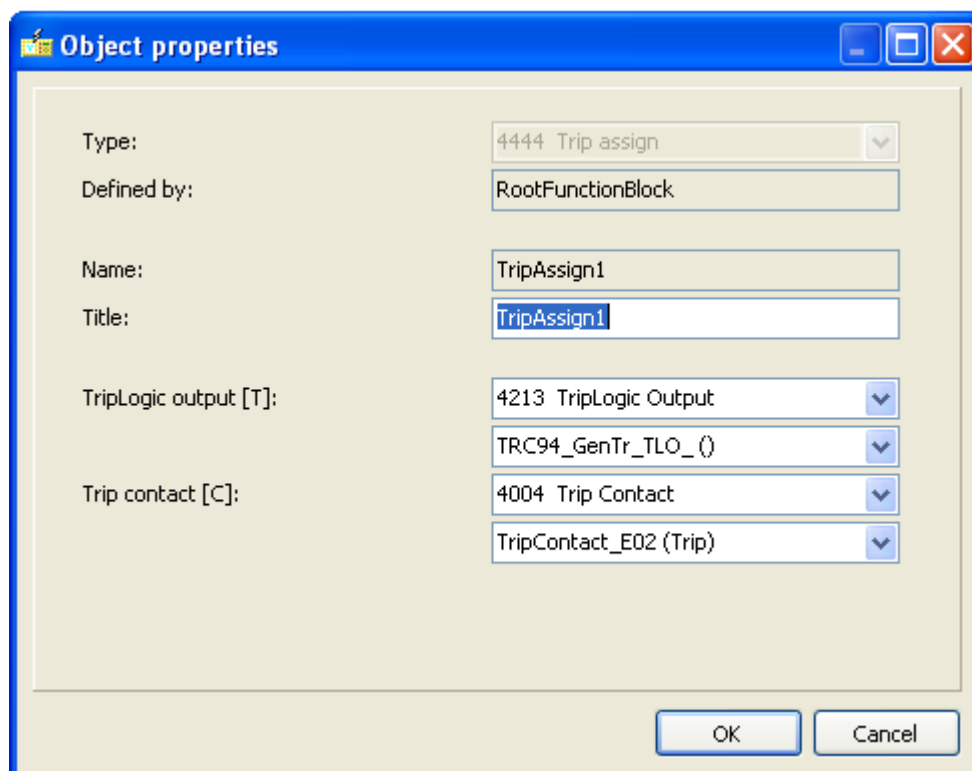 Object properties
Type: 4444 Trip assign
Defined by: RootFunctionBlock
Name: TripAssign1
Title: TripAssign1
TripLogic output [T]: 4213 TripLogic Output
TRC94_GenTr_TLO_ ()
Trip contact [C]: 4004 Trip Contact
TripContact_E02 (Trip)
OK Cancel